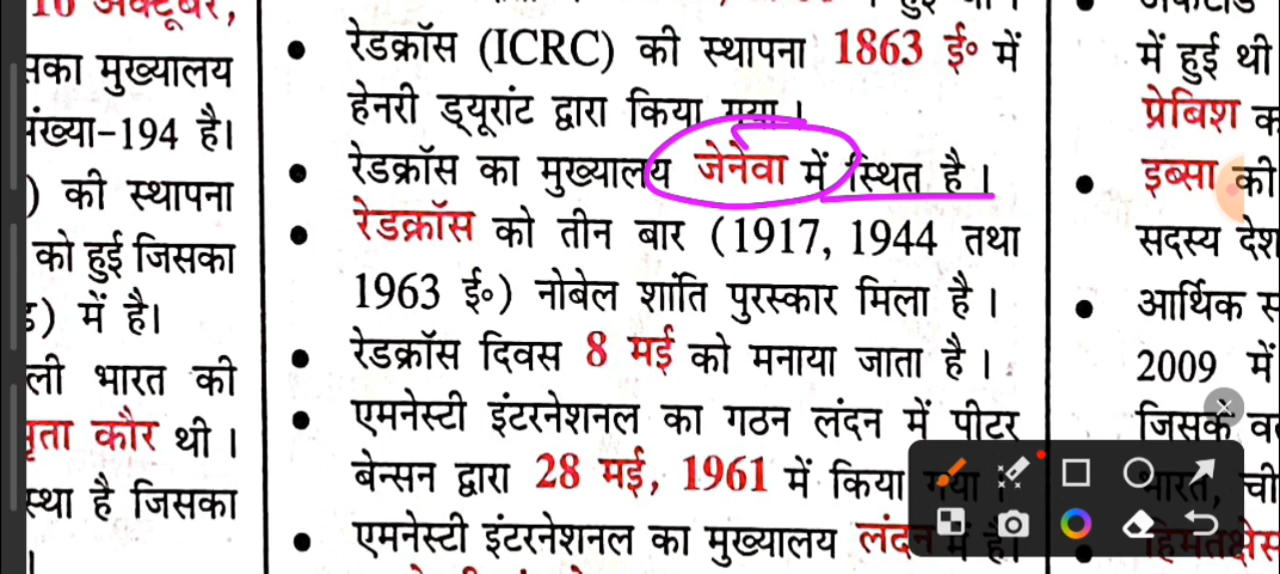 16 अक्टूबर,
सका मुख्यालय
संख्या-194 है।
) की स्थापना
को हुई जिसका
) में है।
ली भारत की
कौर थी ।
स्था है जिसका
रेडक्रॉस (ICRC) की स्थापना 1863 ई॰ में
हेनरी ड्यूरांट द्वारा किया गया ।
रेडक्रॉस का मुख्यालय जेनेवा में स्थित है ।
रेडक्रॉस को तीन बार (1917, 1944 तथा
1963 ई॰) नोबेल शांति पुरस्कार मिला है ।
रेडक्रॉस दिवस 8 मई को मनाया जाता है ।
एमनेस्टी इंटरनेशनल का गठन लंदन में पीटर
बेन्सन द्वारा 28 मई, 1961 में किया गया ।
एमनेस्टी इंटरनेशनल का मुख्यालय लंदन में है।
में हुई थी
प्रेबिश
इब्सा की
सदस्य देश
आर्थिक
2009 में
जिसके
भारत, ची